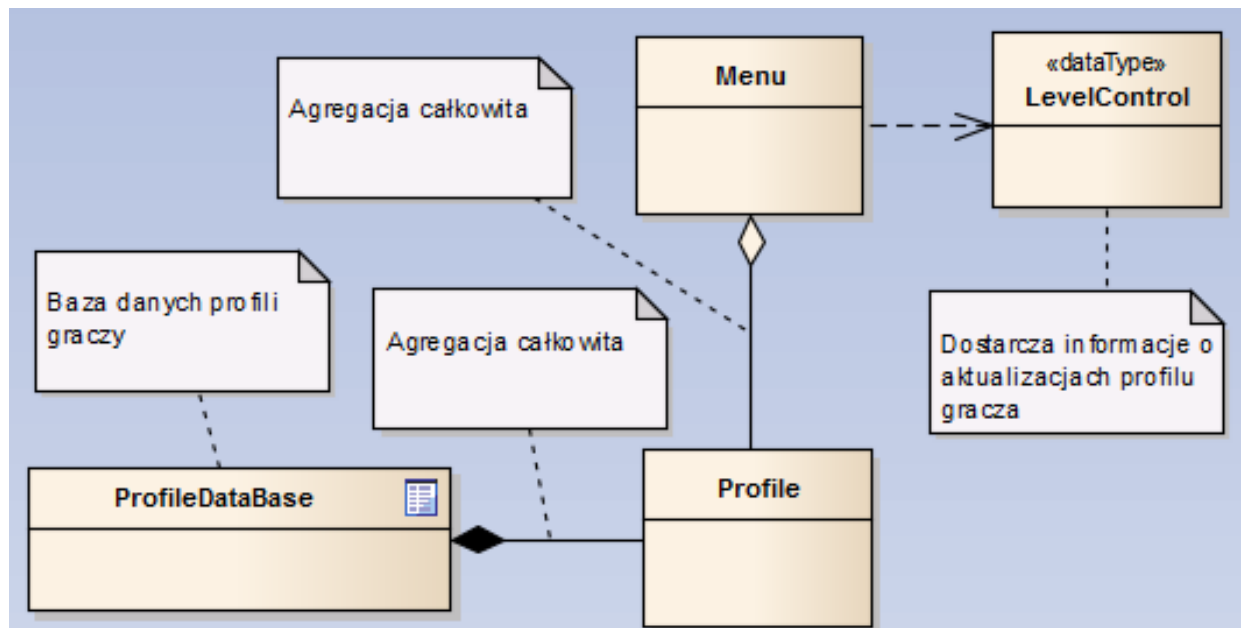 Agregacja całkowita
Menu
«dataType»
LevelControl
Baza danych profili
graczy
Agregacja całkowita
Dostarcza informacje o
aktualizacjach profilu
gracza
ProfileDataBase
Profile